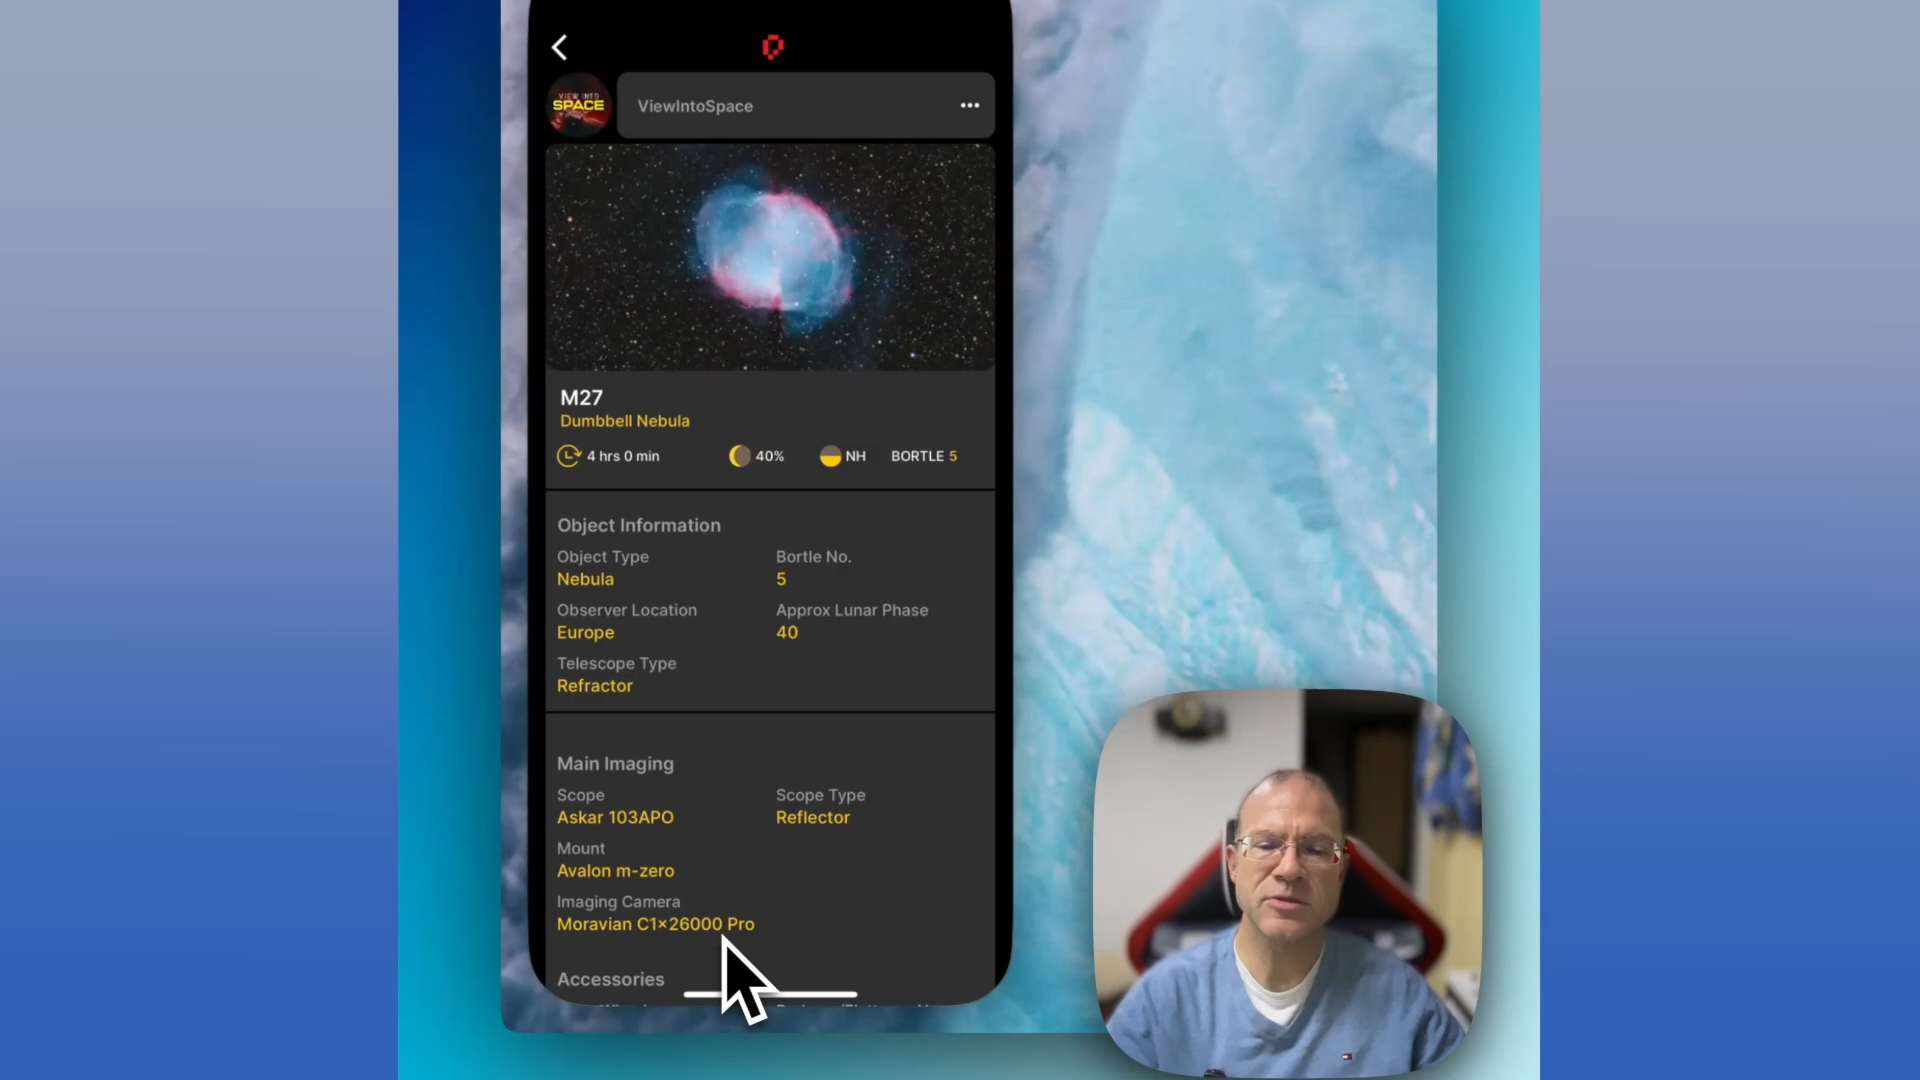 VIEW INTO
SPACE
ViewIntoSpace
M27
Dumbbell Nebula
4 hrs 0 min 40% NH BORTLE 5
Object Information
Object Type Bortle No.
Nebula 5
Observer Location Approx Lunar Phase
Europe 40
Telescope Type
Refractor
Main Imaging
Scope Scope Type
Askar 103APO Reflector
Mount
Avalon m-zero
Imaging Camera
Moravian C1×26000 Pro
Accessories